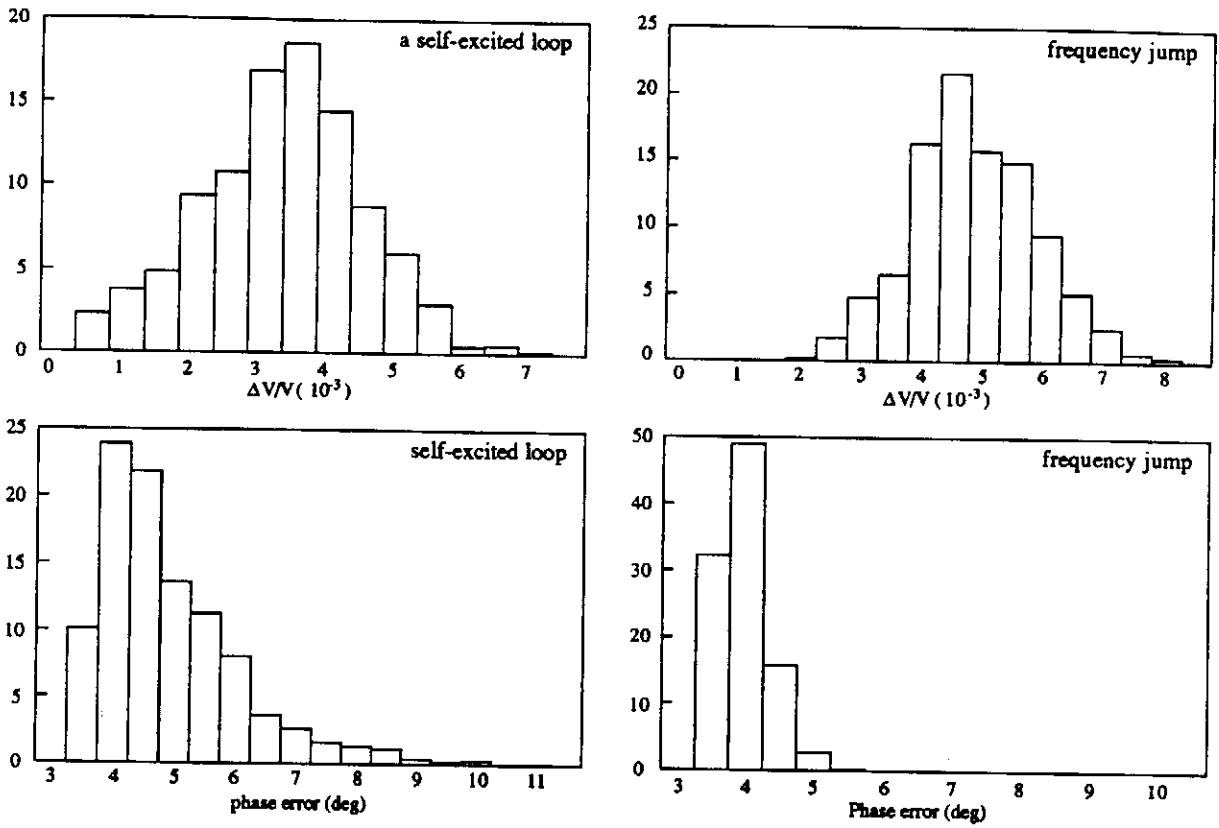 a self-excited loop
20
15
10
5
0
0 1 2 3 4 5 6 7
ΔV/V ( 10⁻³)
frequency jump
25
20
15
10
5
0
0 1 2 3 4 5 6 7 8
ΔV/V (10⁻³)
self-excited loop
25
20
15
10
5
0
3 4 5 6 7 8 9 10 11
phase error (deg)
frequency jump
50
40
30
20
10
0
3 4 5 6 7 8 9 10
Phase error (deg)